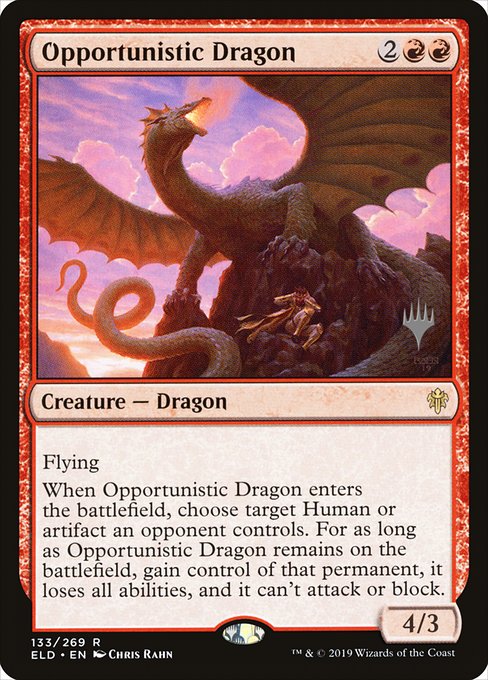 Opportunistic Dragon 2
Creature — Dragon
Flying
When Opportunistic Dragon enters
the battlefield, choose target Human or
artifact an opponent controls. For as long
as Opportunistic Dragon remains on the
battlefield, gain control of that permanent, it
loses all abilities, and it can't attack or block.
4/3
133/269 R
ELD • EN Chris Rahn
™ & © 2019 Wizards of the Coast